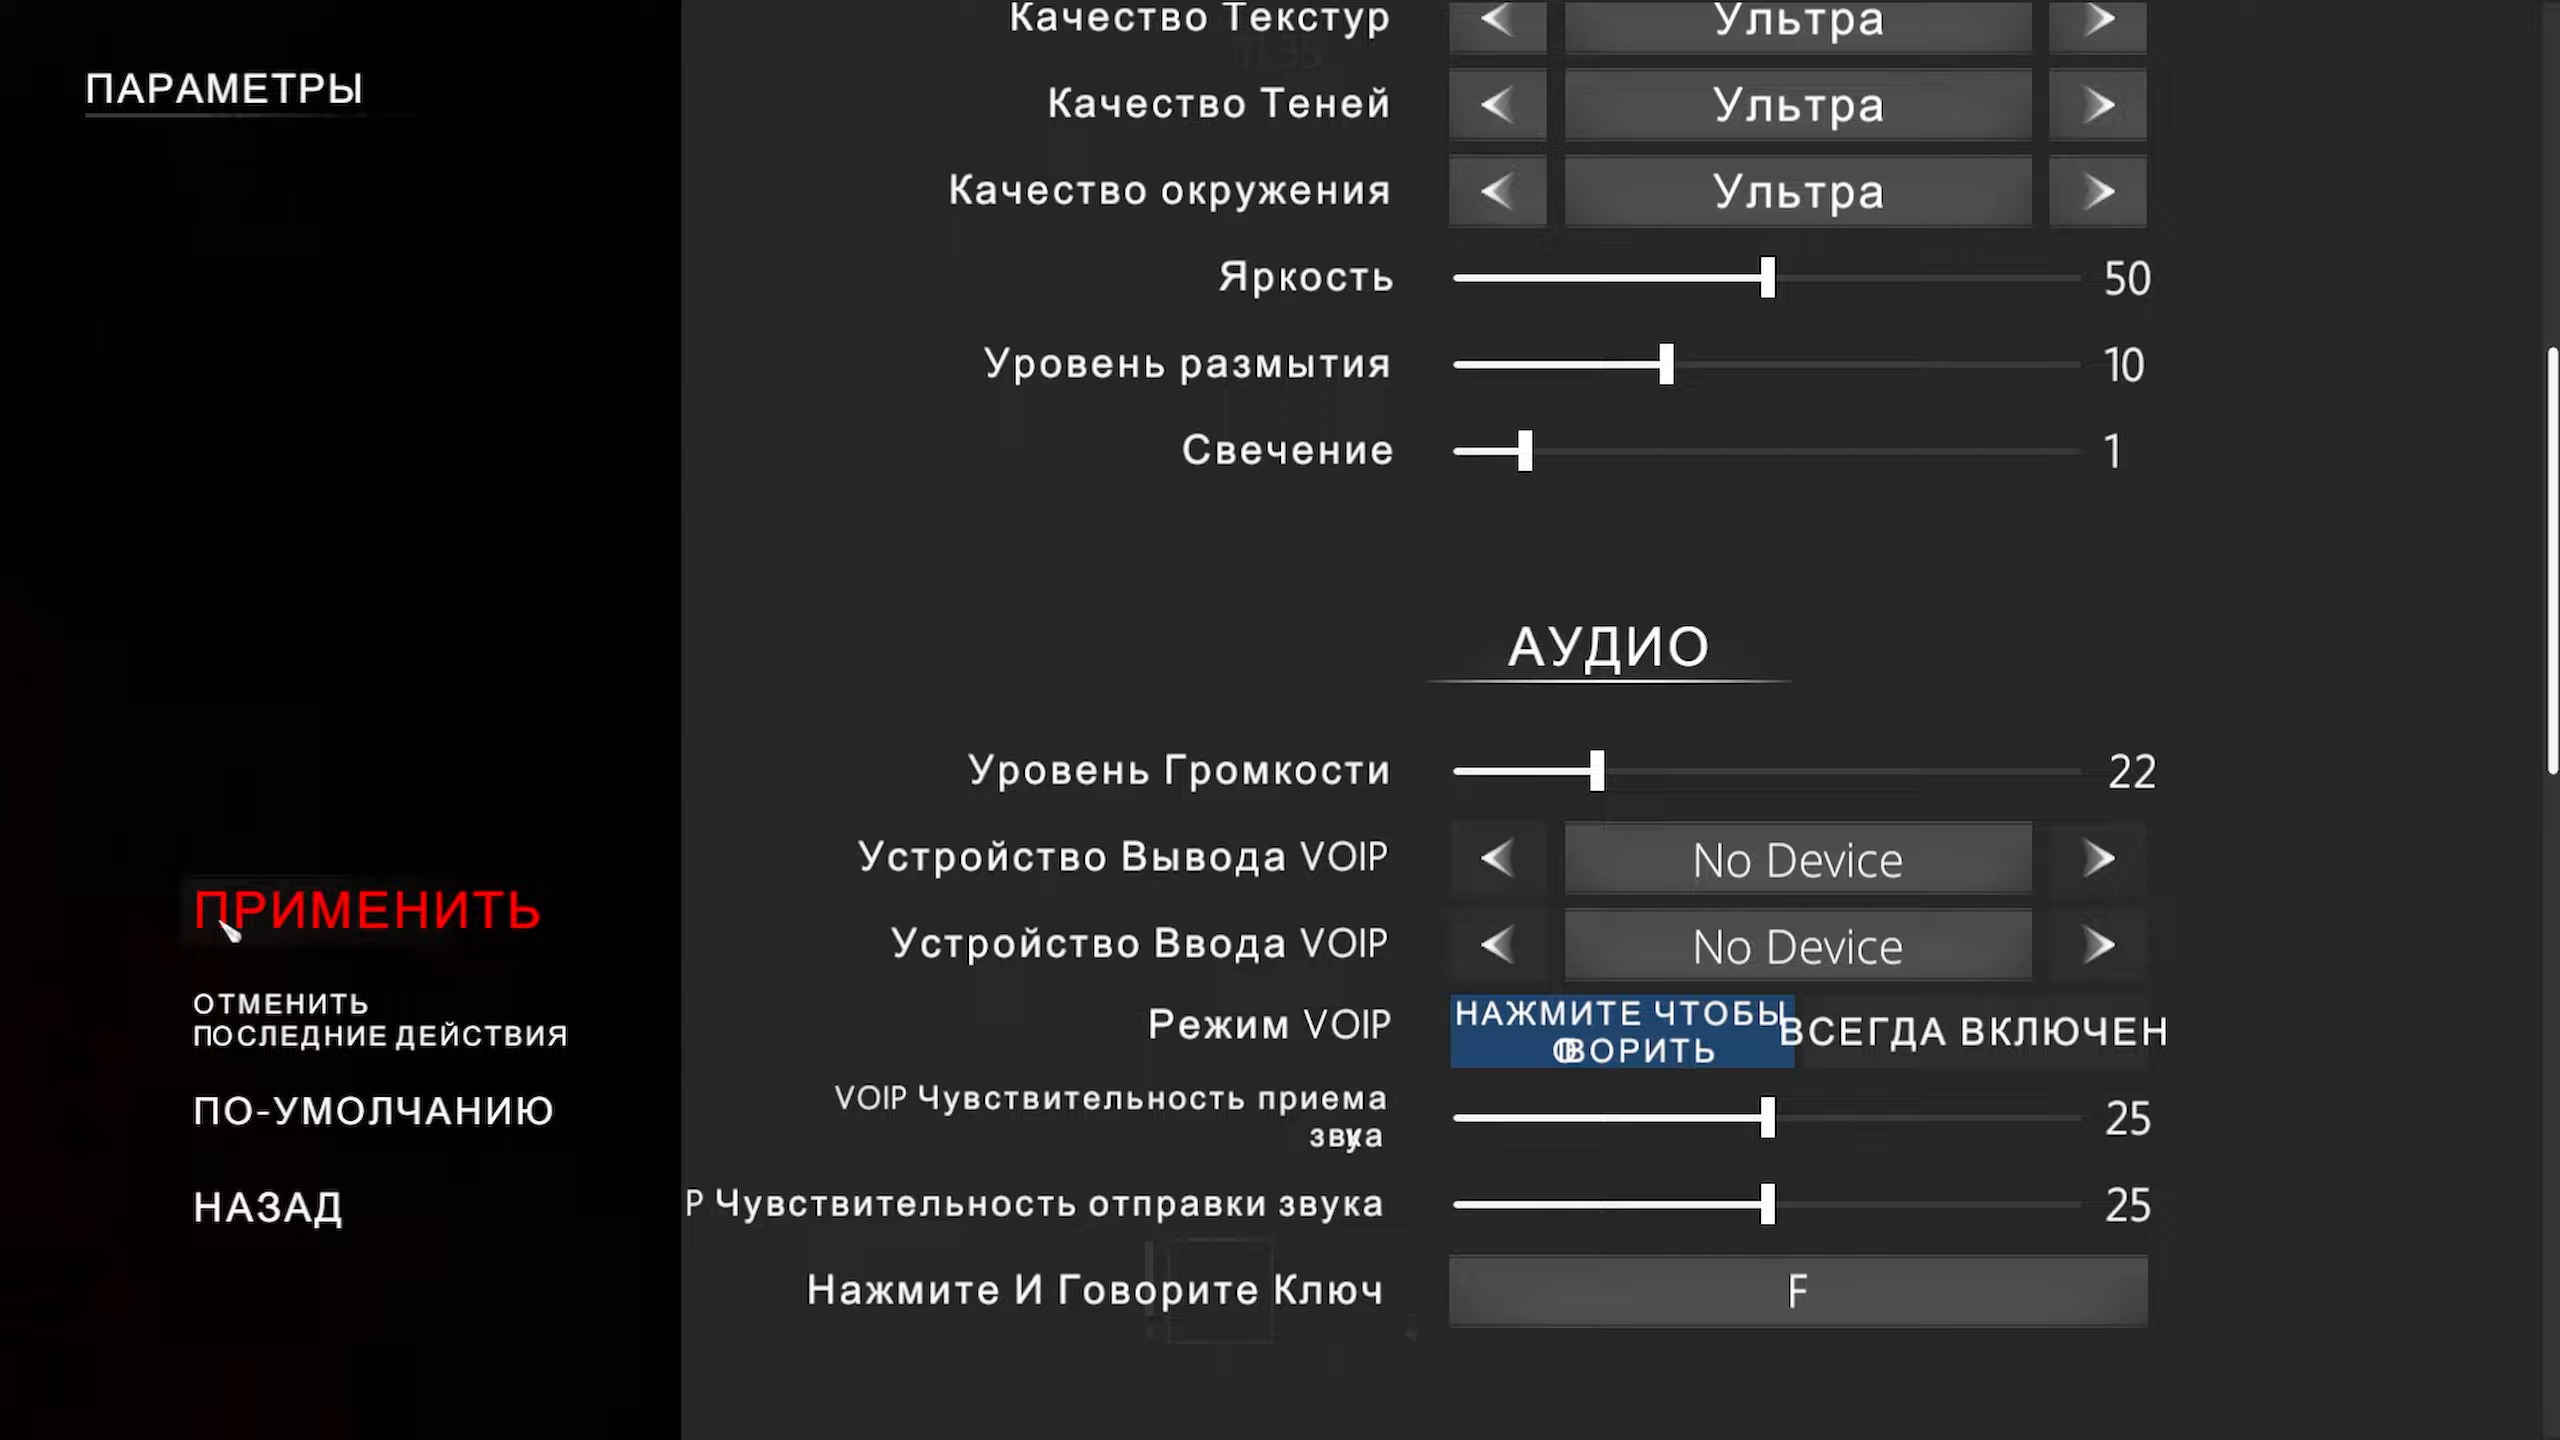 ПАРАМЕТРЫ
Качество Текстур Ультра
Качество Теней Ультра
Качество окружения Ультра
Яркость 50
Уровень размытия 10
Свечение 1
АУДИО
Уровень Громкости 22
Устройство Вывода VOIP No Device
Устройство Ввода VOIP No Device
Режим VOIP
НАЖМИТЕ ЧТОБЫ
ВСЕГДА ВКЛЮЧЕН
VOIP Чувствительность приема
звука 25
P Чувствительность отправки звука 25
Нажмите И Говорите Ключ F
ПРИМЕНИТЬ
ОТМЕНИТЬ
ПОСЛЕДНИЕ ДЕЙСТВИЯ
ПО-УМОЛЧАНИЮ
НАЗАД